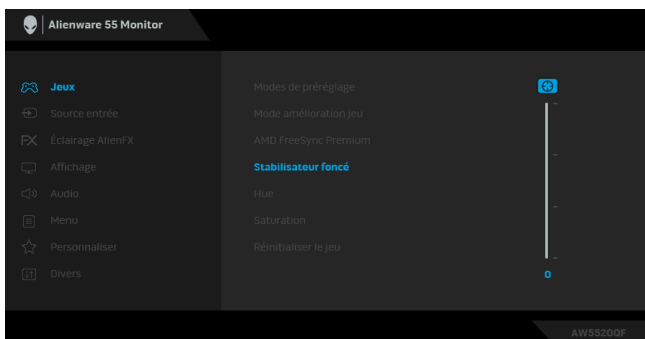 Alienware 55 Monitor
Jeux
Source entrée
Éclairage AlienFX
Affichage
Audio
Menu
Personnaliser
Divers
Modes de préréglage
Mode amélioration jeu
AMD FreeSync Premium
Stabilisateur foncé
Hue
Saturation
Réinitialiser le jeu
0
AW5520QF